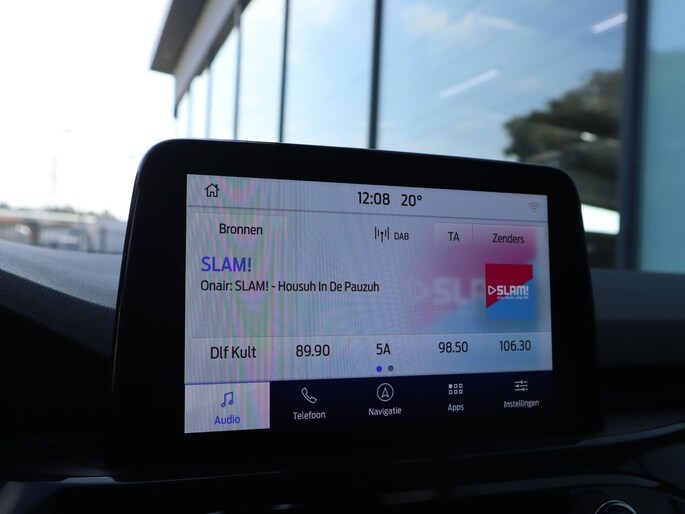 12:08 20°
Bronnen
DAB
TA
Zenders
SLAM!
Onair: SLAM! - Housuh In De Pauzuh
SLAM!
Dlf Kult
89.90
5A
98.50
106.30
Audio
Telefoon
Navigatie
Apps
Instellingen